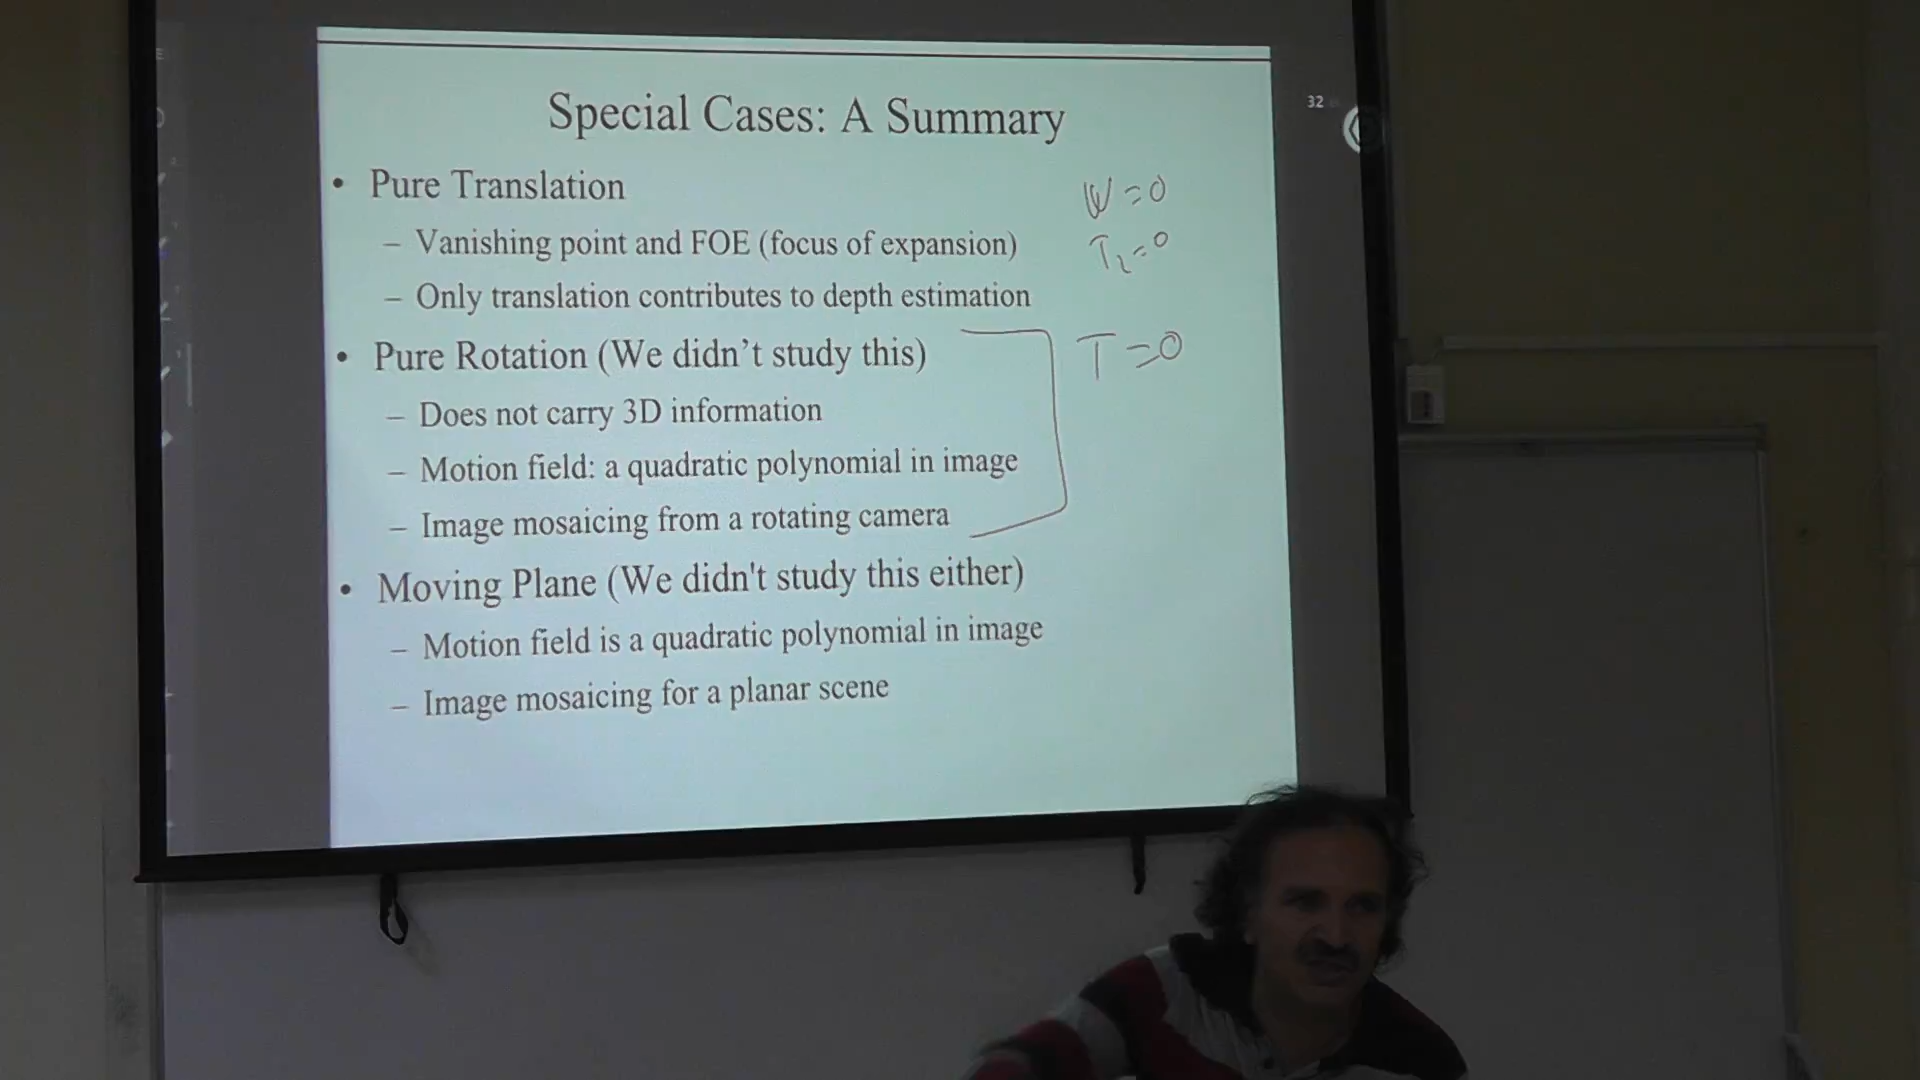 32
Special Cases: A Summary
• Pure Translation
W=0
– Vanishing point and FOE (focus of expansion)
– Only translation contributes to depth estimation
• Pure Rotation (We didn’t study this)
T=0
– Does not carry 3D information
– Motion field: a quadratic polynomial in image
– Image mosaicing from a rotating camera
• Moving Plane (We didn't study this either)
– Motion field is a quadratic polynomial in image
– Image mosaicing for a planar scene